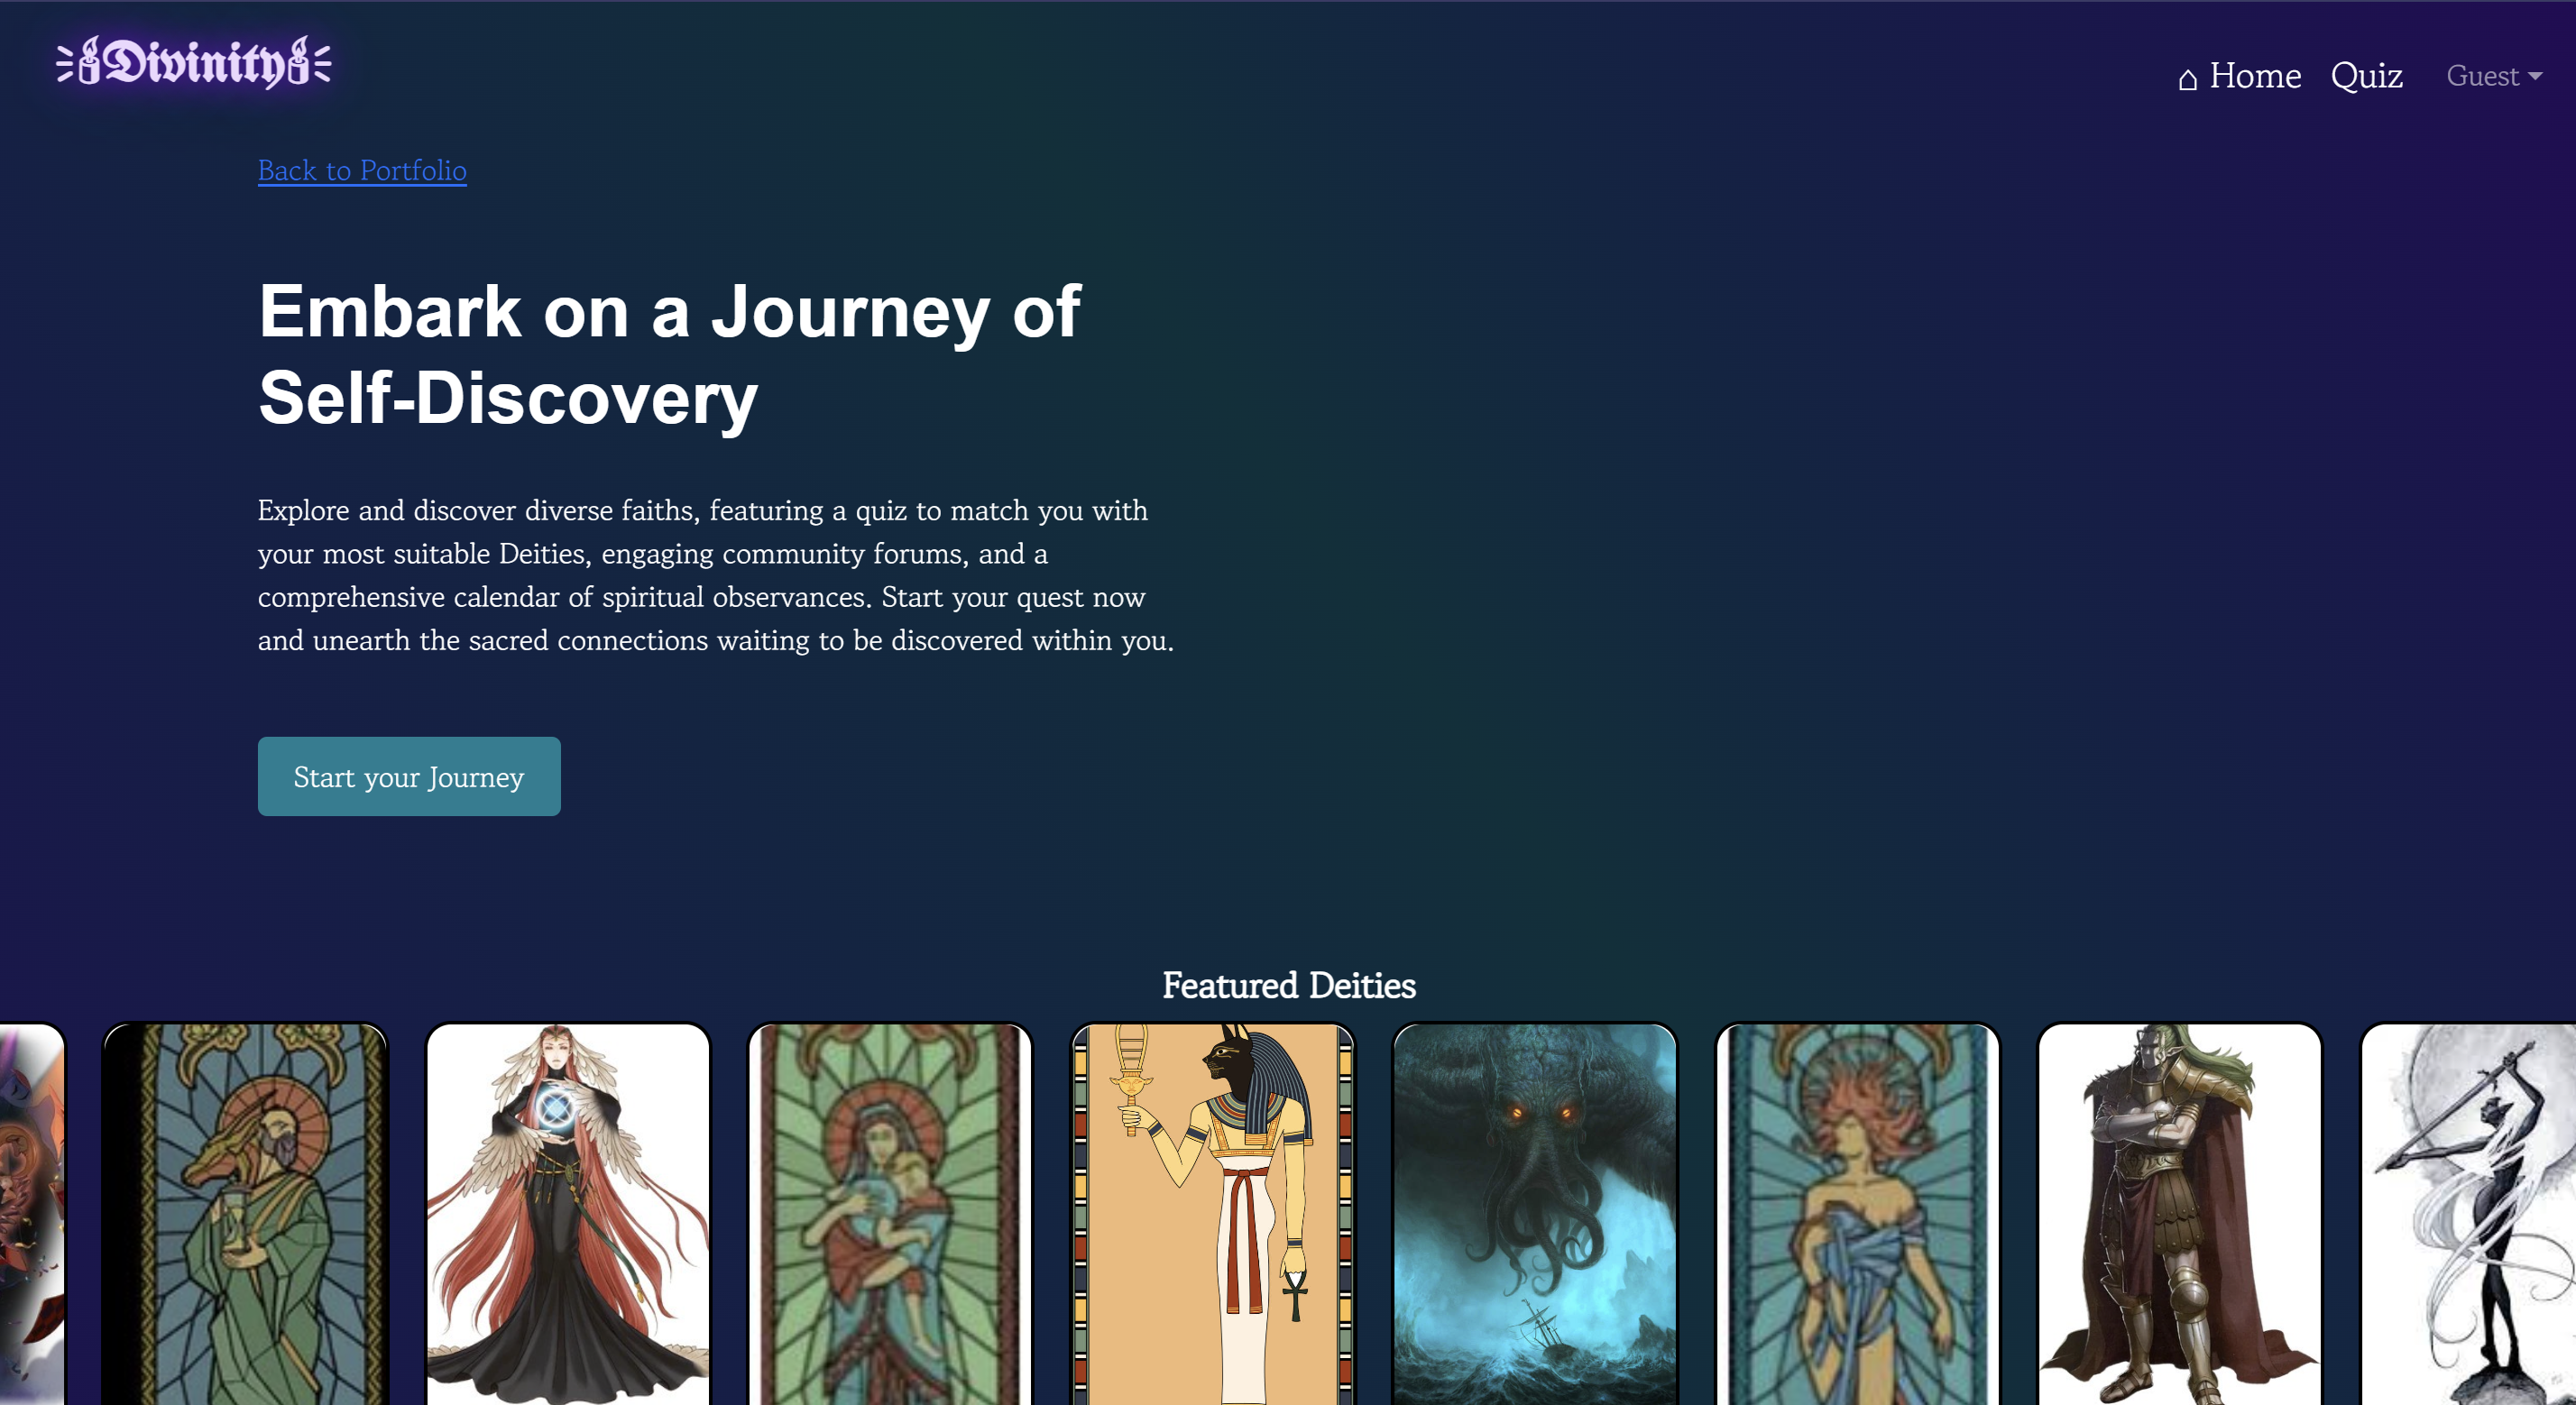 Divinity
⌂ Home Quiz Guest
Back to Portfolio
Embark on a Journey of
Self-Discovery
Explore and discover diverse faiths, featuring a quiz to match you with
your most suitable Deities, engaging community forums, and a
comprehensive calendar of spiritual observances. Start your quest now
and unearth the sacred connections waiting to be discovered within you.
Start your Journey
Featured Deities